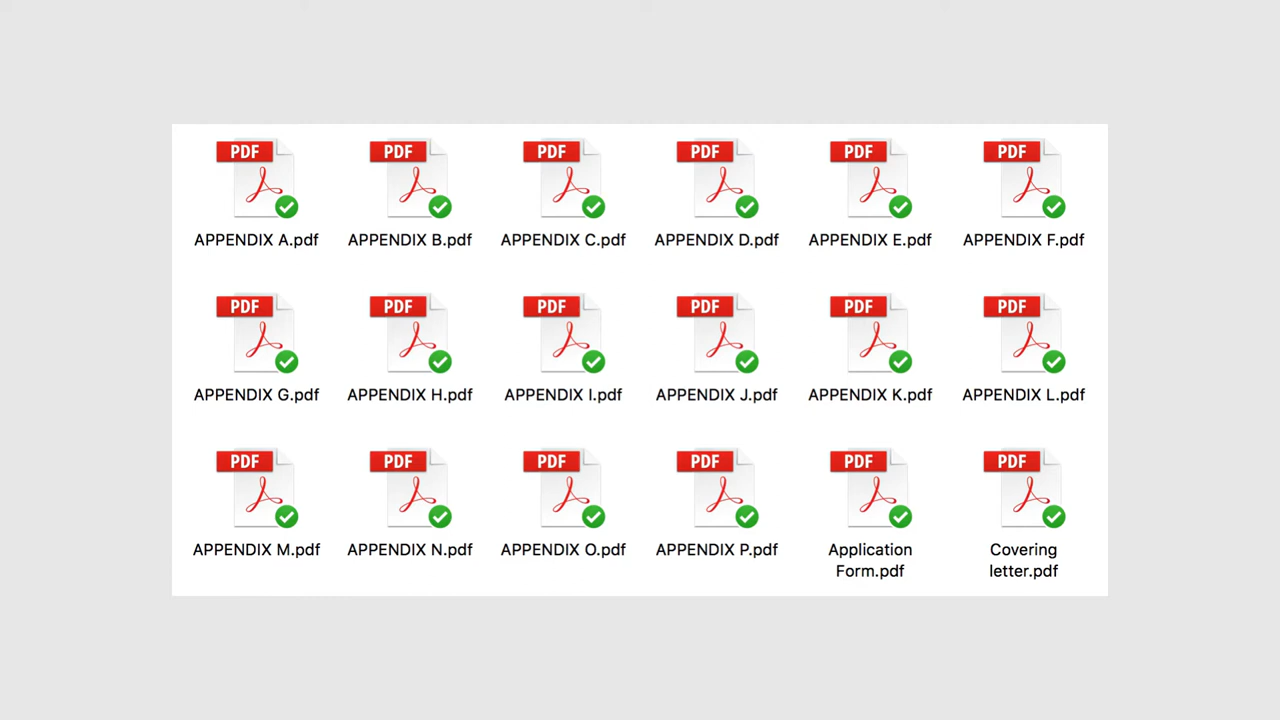 PDF PDF PDF PDF PDF PDF
APPENDIX A.pdf APPENDIX B.pdf APPENDIX C.pdf APPENDIX D.pdf APPENDIX E.pdf APPENDIX F.pdf
PDF PDF PDF PDF PDF PDF
APPENDIX G.pdf APPENDIX H.pdf APPENDIX I.pdf APPENDIX J.pdf APPENDIX K.pdf APPENDIX L.pdf
PDF PDF PDF PDF PDF PDF
APPENDIX M.pdf APPENDIX N.pdf APPENDIX O.pdf APPENDIX P.pdf Application Covering
Form.pdf letter.pdf